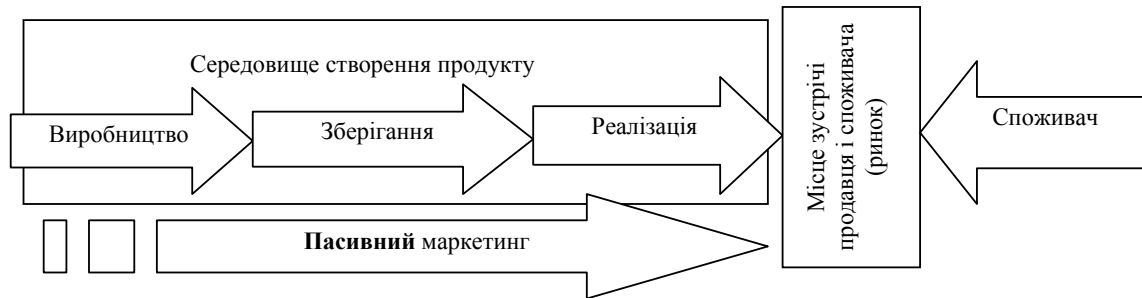 Середовище створення продукту
Виробництво
Зберігання
Реалізація
Місце зустрічі
продавця і споживача
(ринок)
Споживач
Пасивний маркетинг